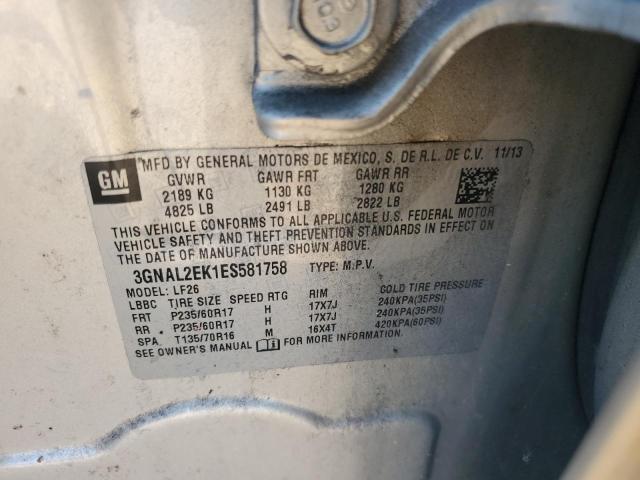 GM
MFD BY GENERAL MOTORS DE MEXICO, S. DE R.L. DE C.V. 11/13
GVWR GAWR FRT GAWR RR
2189 KG 1130 KG 1280 KG
4825 LB 2491 LB 2822 LB
THIS VEHICLE CONFORMS TO ALL APPLICABLE U.S. FEDERAL MOTOR
VEHICLE SAFETY AND THEFT PREVENTION STANDARDS IN EFFECT ON
THE DATE OF MANUFACTURE SHOWN ABOVE.
3GNAL2EK1ES581758 TYPE: M.P.V.
MODEL: LF26
LBBC TIRE SIZE SPEED RTG RIM COLD TIRE PRESSURE
FRT P235/60R17 H 17X7J 240KPA(35PSI)
RR P235/60R17 H 17X7J 240KPA(35PSI)
SPA T135/70R16 M 16X4T 420KPA(60PSI)
SEE OWNER'S MANUAL FOR MORE INFORMATION.